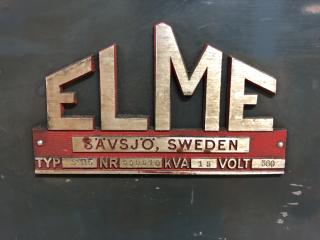 ELME
SÄVSJÖ, SWEDEN
TYP NR KVA 15 VOLT 380